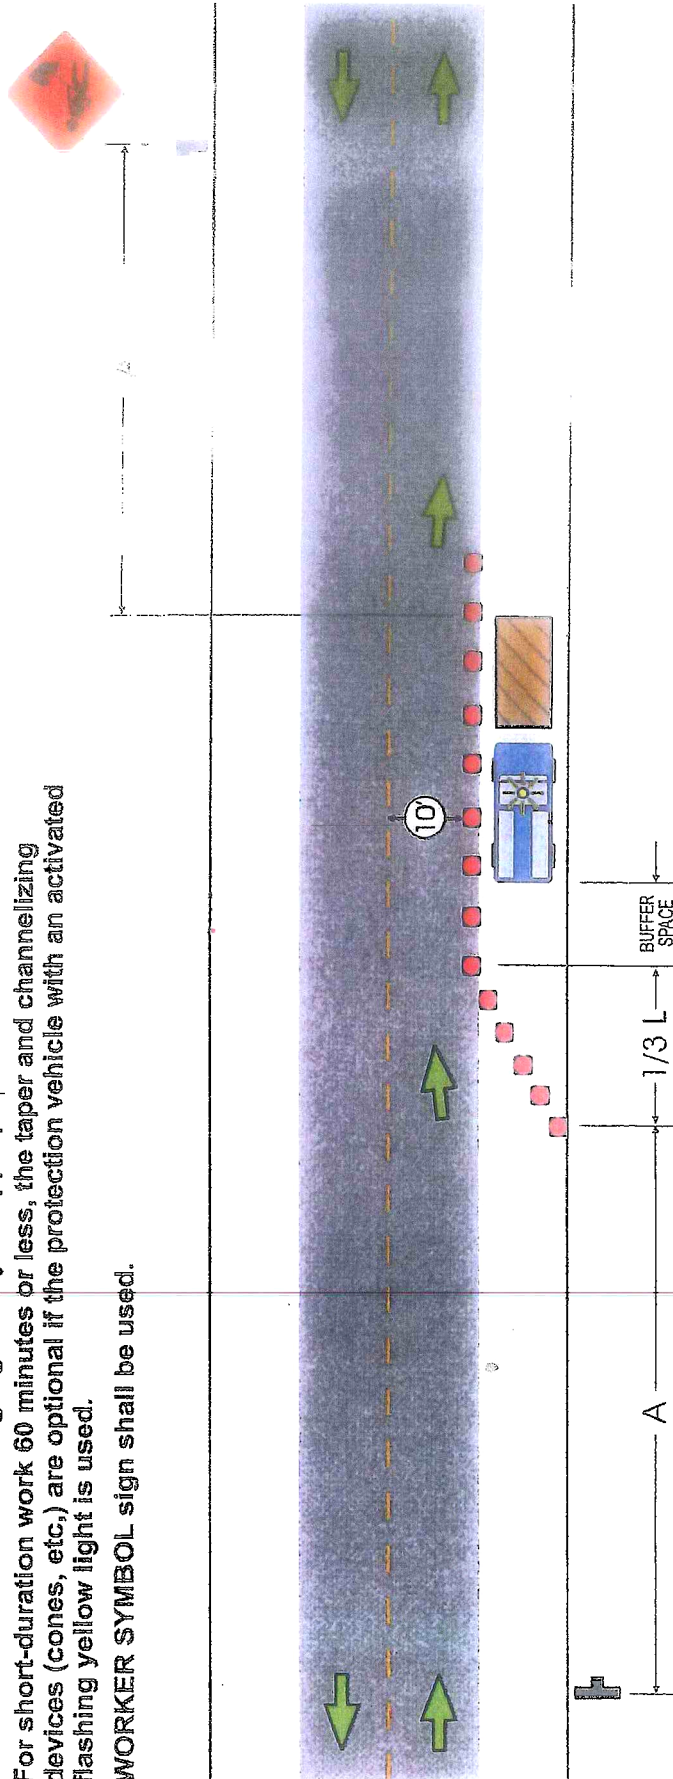 For short-duration work 60 minutes or less, the taper and channelizing
devices (cones, etc,) are optional if the protection vehicle with an activated
flashing yellow light is used.
WORKER SYMBOL sign shall be used.
A
10'
BUFFER
SPACE
1/3 L
A